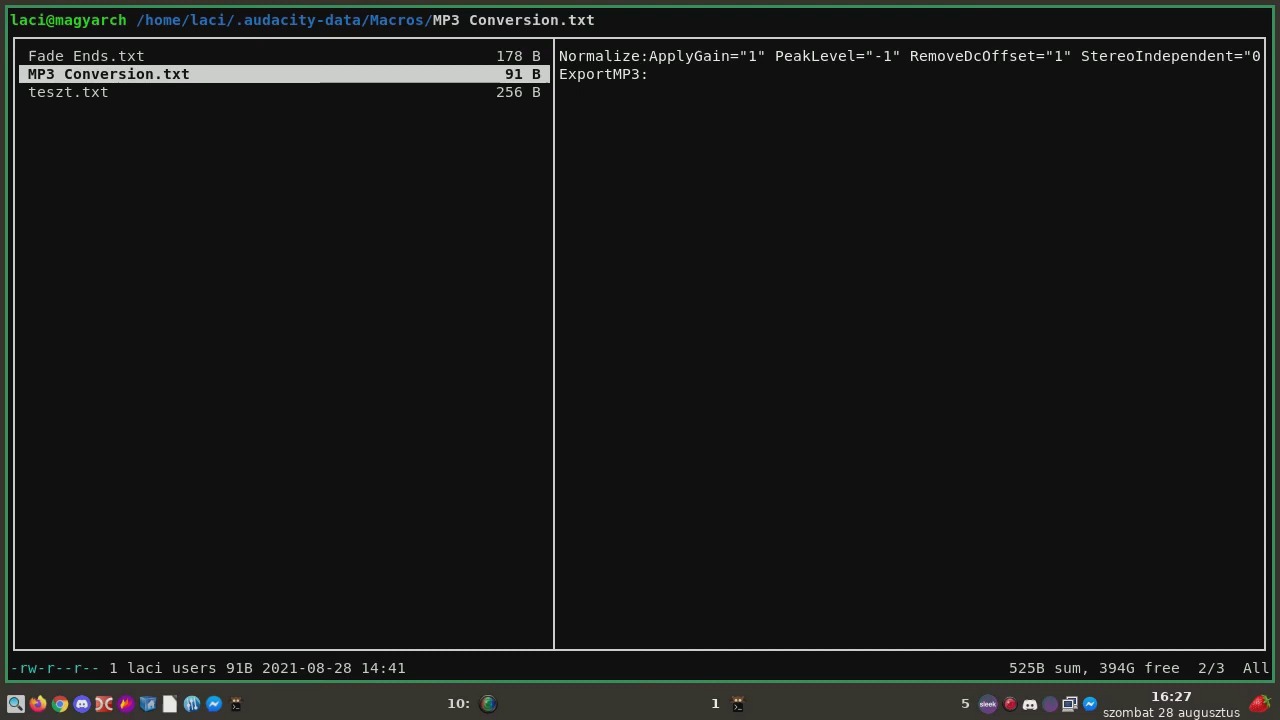 laci@magyarch /home/laci/.audacity-data/Macros/MP3 Conversion.txt
Fade Ends.txt 178 B
MP3 Conversion.txt 91 B
teszt.txt 256 B
Normalize:ApplyGain="1" PeakLevel="-1" RemoveDcOffset="1" StereoIndependent="0
ExportMP3:
-rw-r--r-- 1 laci users 91B 2021-08-28 14:41
525B sum, 394G free 2/3 All
10:
1
5
sleek
16:27
szombat 28 augusztus